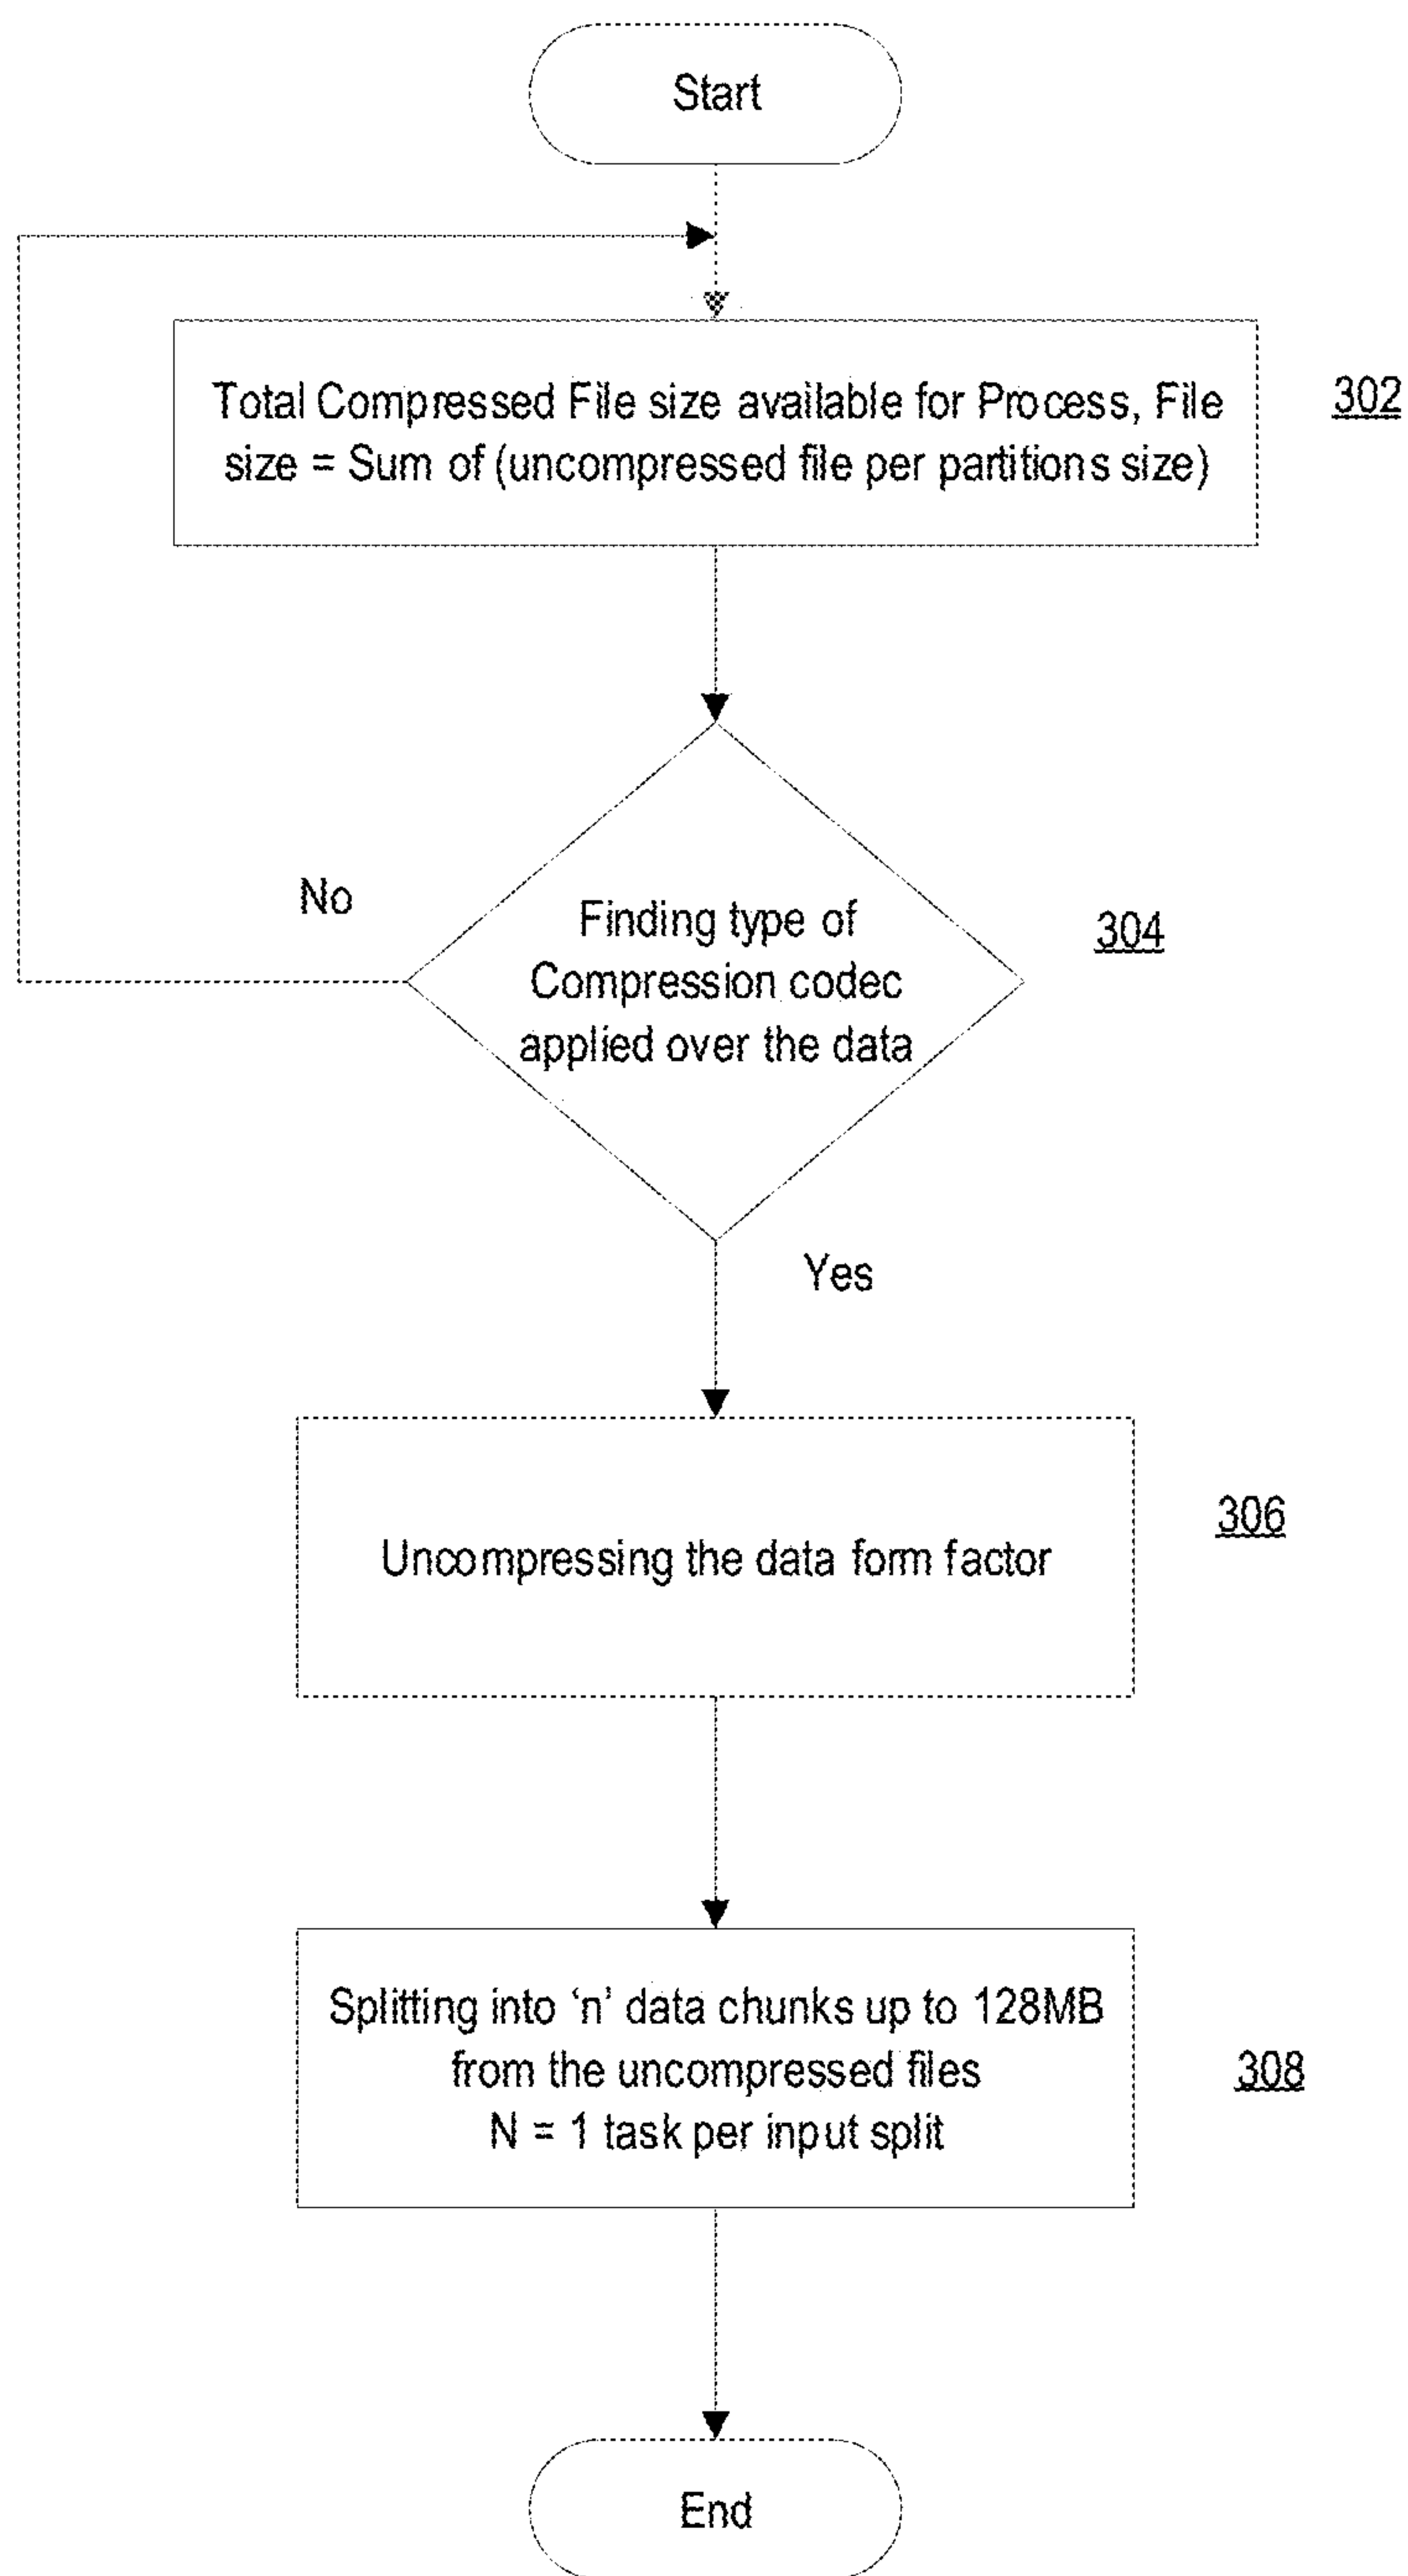 Start
Total Compressed File size available for Process, File
size = Sum of (uncompressed file per partitions size)
302
No
Finding type of
Compression codec
applied over the data
304
Yes
Uncompressing the data form factor
306
Splitting into ‘n’ data chunks up to 128MB
from the uncompressed files
N = 1 task per input split
308
End